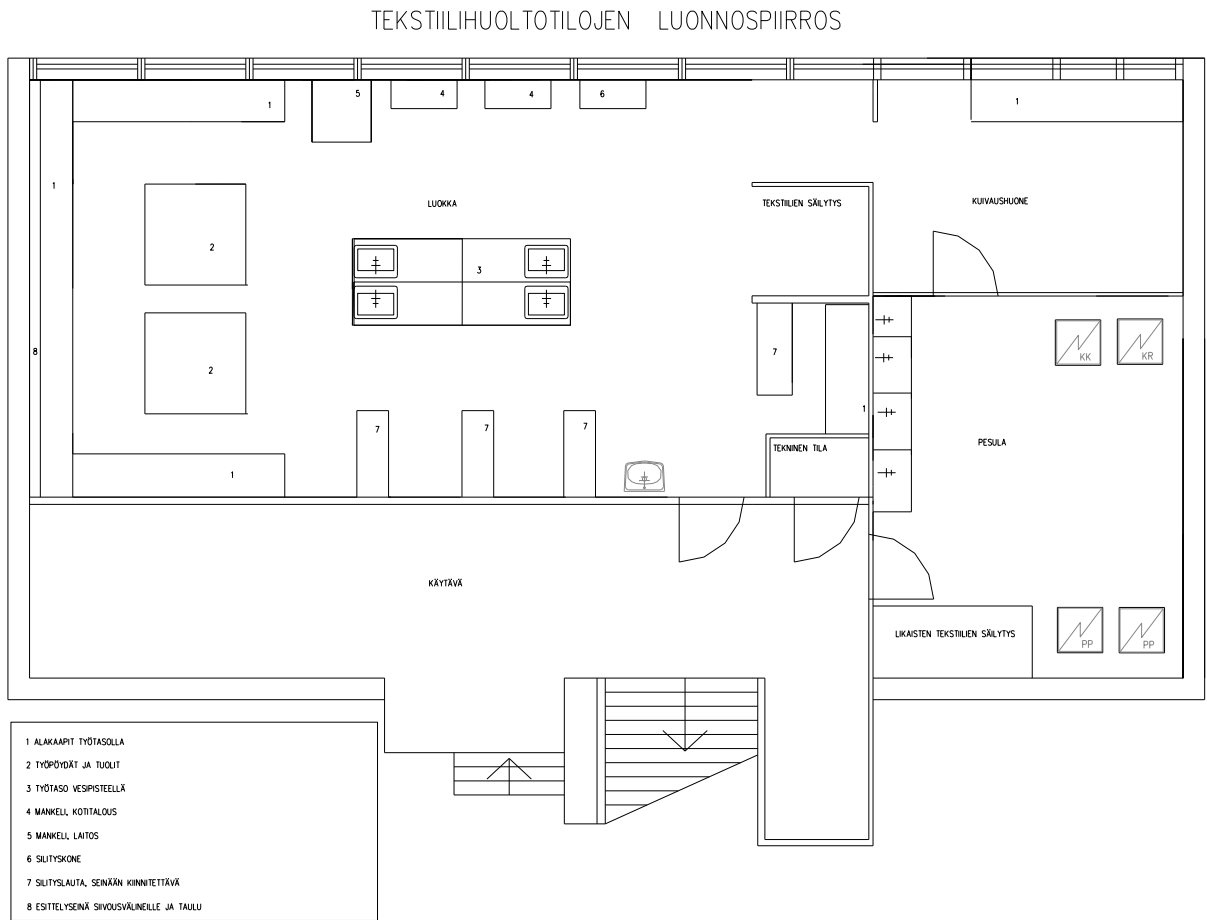 TEKSTIILIHUOLTOTILOJEN LUONNOSPIIRROS
1
5
4
4
6
1
1
LUOKKA
TEKSTIILIEN SÄILYTYS
KUIVAUSHUONE
2
3
8
7
KK
KR
2
1
7
7
7
TEKNINEN TILA
PESULA
1
KÄYTÄVÄ
LIKAISTEN TEKSTIILIEN SÄILYTYS
PP
PP
1 ALAKAAPIT TYÖTASOLLA
2 TYÖPÖYDÄT JA TUOLIT
3 TYÖTASO VESIPISTEELLÄ
4 MANKELI, KOTITALOUS
5 MANKELI, LAITOS
6 SILITYSKONE
7 SILITYSLAUTA, SEINÄÄN KIINNITETTÄVÄ
8 ESITTELYSEINÄ SIIVOUSVÄLINEILLE JA TAULU